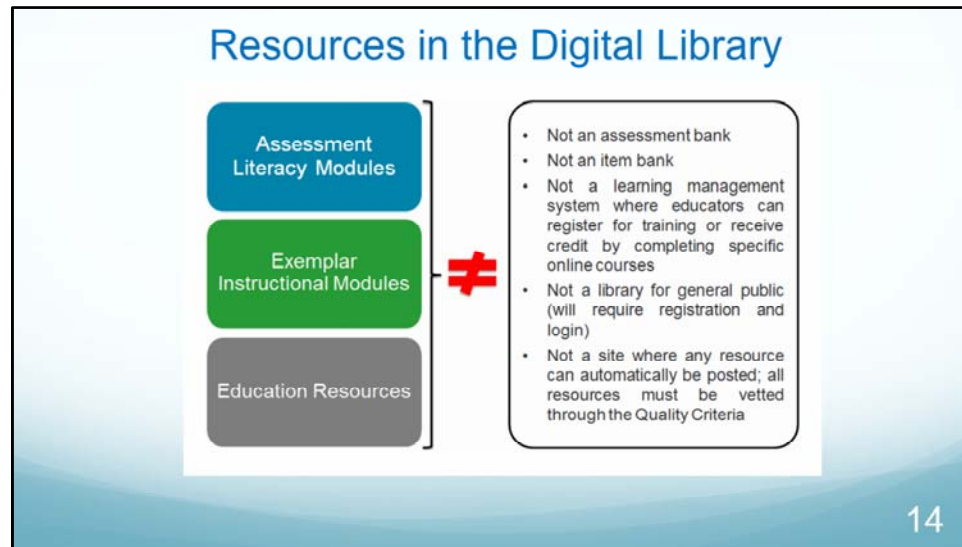 Resources in the Digital Library
Assessment
Literacy Modules
Exemplar
Instructional Modules
Education Resources
≠
• Not an assessment bank
• Not an item bank
• Not a learning management
system where educators can
register for training or receive
credit by completing specific
online courses
• Not a library for general public
(will require registration and
login)
• Not a site where any resource
can automatically be posted; all
resources must be vetted
through the Quality Criteria
14